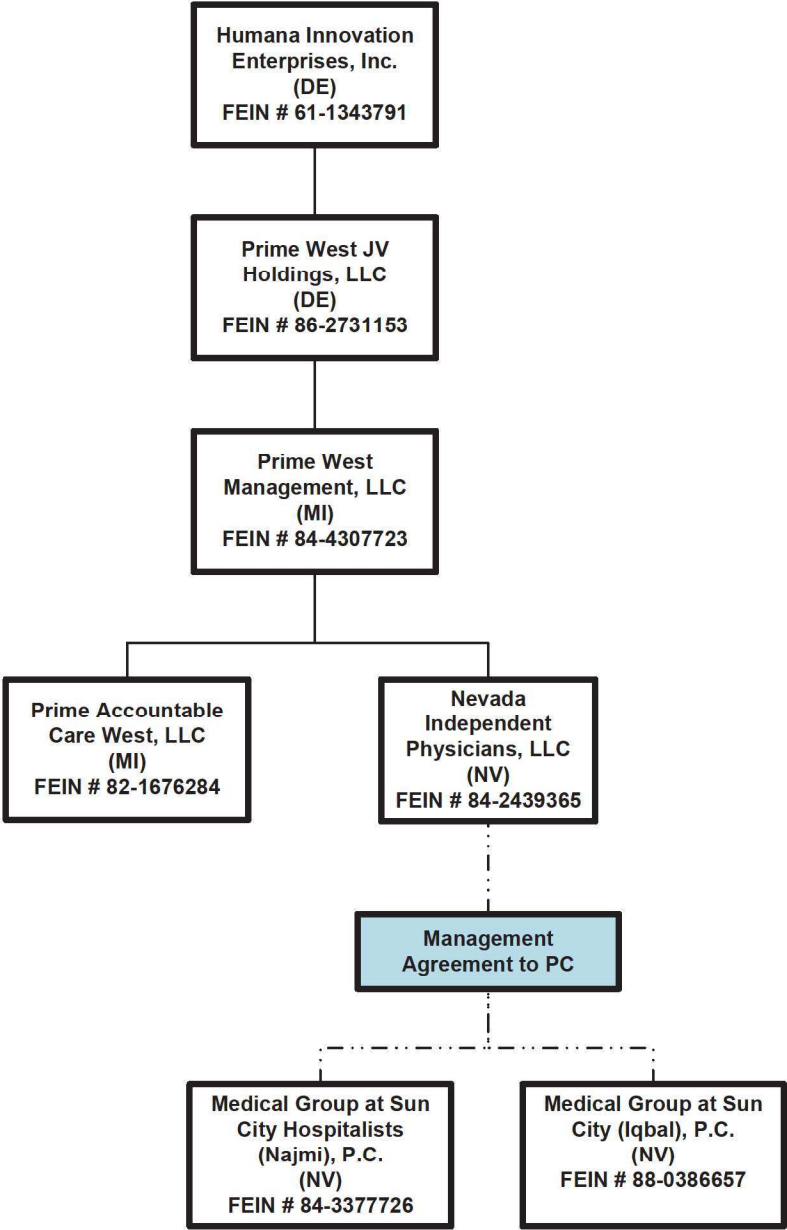 Humana Innovation
Enterprises, Inc.
(DE)
FEIN # 61-1343791
Prime West JV
Holdings, LLC
(DE)
FEIN # 86-2731153
Prime West
Management, LLC
(MI)
FEIN # 84-4307723
Prime Accountable
Care West, LLC
(MI)
FEIN # 82-1676284
Nevada
Independent
Physicians, LLC
(NV)
FEIN # 84-2439365
Management
Agreement to PC
Medical Group at Sun
City Hospitalists
(Najmi), P.C.
(NV)
FEIN # 84-3377726
Medical Group at Sun
City (Iqbal), P.C.
(NV)
FEIN # 88-0386657